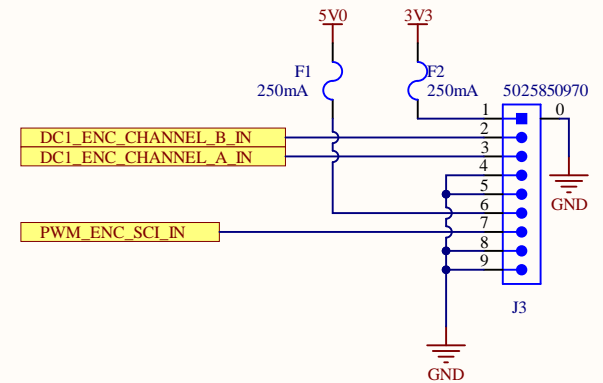 5V0 3V3
F1 F2
250mA 250mA 5025850970
1 0
DC1_ENC_CHANNEL_B_IN 2
DC1_ENC_CHANNEL_A_IN 3
4
5 GND
6
PWM_ENC_SCI_IN 7
8
9
J3
GND